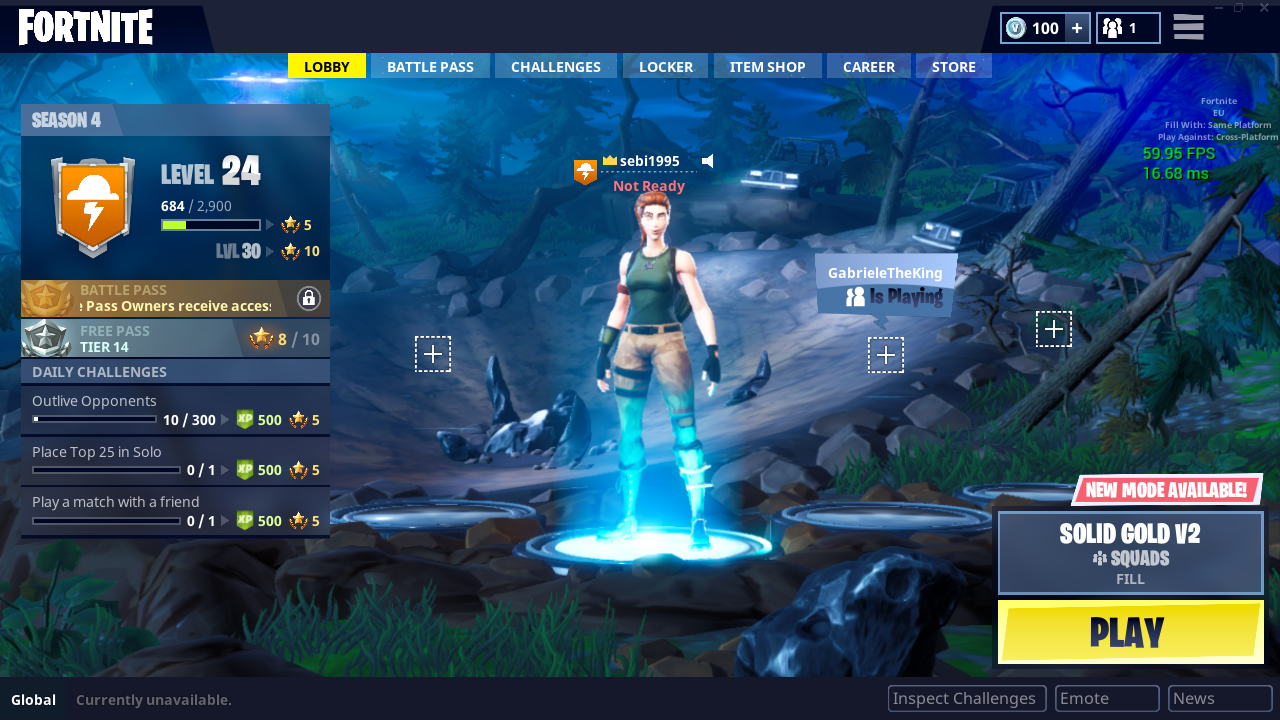 FORTNITE
100 +
1
LOBBY
BATTLE PASS
CHALLENGES
LOCKER
ITEM SHOP
CAREER
STORE
Fortnite
EU
Fill With: Same Platform
Play Against: Cross-Platform
59.95 FPS
16.68 ms
SEASON 4
LEVEL 24
684 / 2,900
5
LVL 30
10
BATTLE PASS
Pass Owners receive access
FREE PASS
TIER 14
8 / 10
DAILY CHALLENGES
Outlive Opponents
10 / 300 XP 500 5
Place Top 25 in Solo
0 / 1 XP 500 5
Play a match with a friend
0 / 1 XP 500 5
sebi1995
Not Ready
GabrieleTheKing
Is Playing
NEW MODE AVAILABLE!
SOLID GOLD V2
SQUADS
FILL
PLAY
Global Currently unavailable.
Inspect Challenges
Emote
News